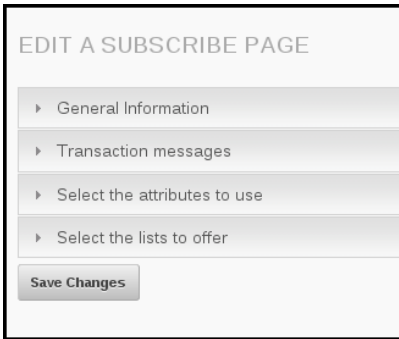 EDIT A SUBSCRIBE PAGE
General Information
Transaction messages
Select the attributes to use
Select the lists to offer
Save Changes